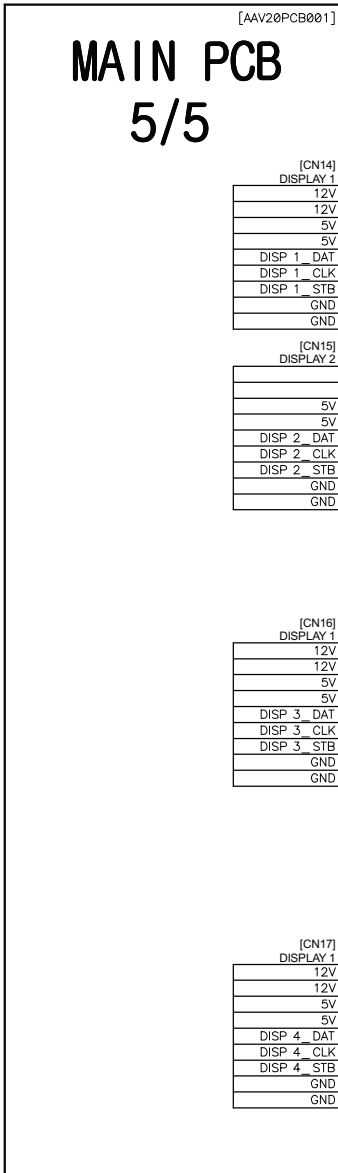 [AAV20PCB001]
MAIN PCB
5/5
[CN14]
DISPLAY 1
12V
12V
5V
5V
DISP 1_DAT
DISP 1_CLK
DISP 1_STB
GND
GND
[CN15]
DISPLAY 2
5V
5V
DISP 2_DAT
DISP 2_CLK
DISP 2_STB
GND
GND
[CN16]
DISPLAY 1
12V
12V
5V
5V
DISP 3_DAT
DISP 3_CLK
DISP 3_STB
GND
GND
[CN17]
DISPLAY 1
12V
12V
5V
5V
DISP 4_DAT
DISP 4_CLK
DISP 4_STB
GND
GND